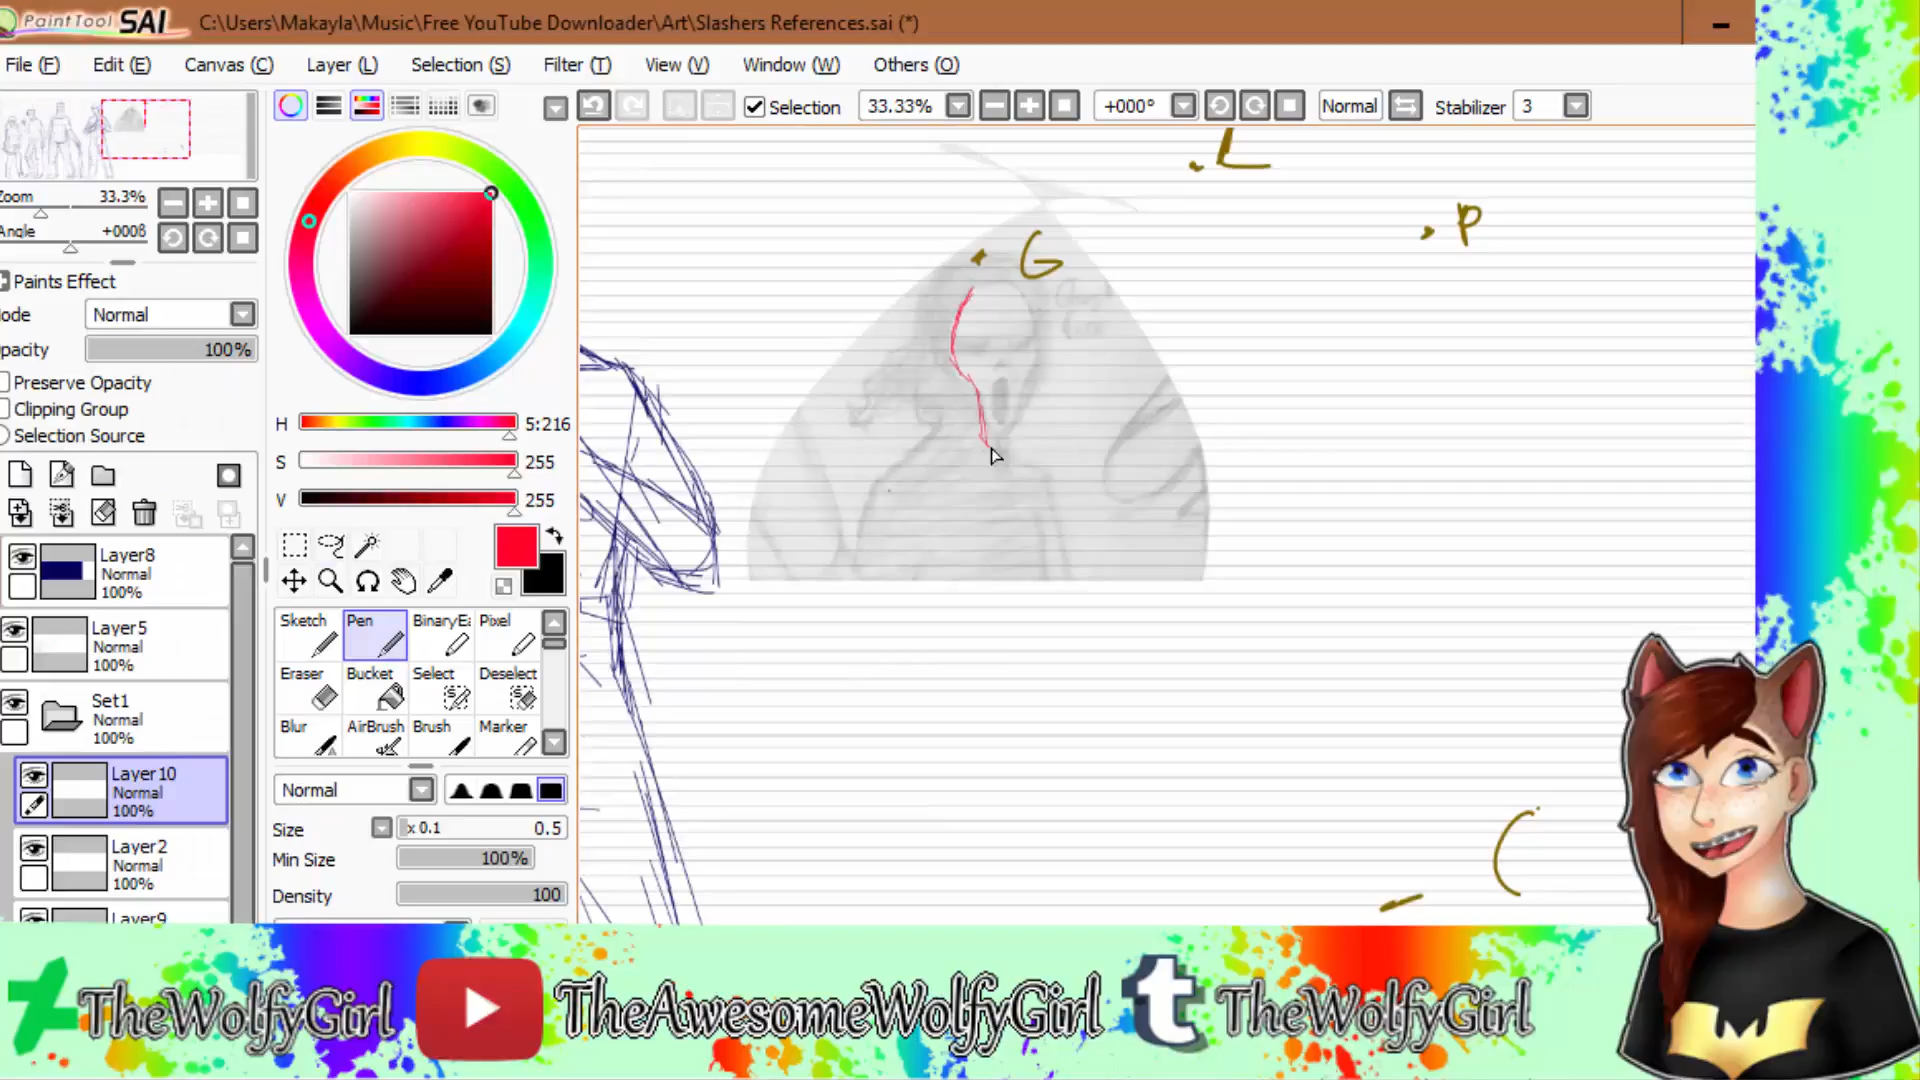 PaintTool SAI C:\Users\Makayla\Music\Free YouTube Downloader\Art\Slashers References.sai (*)
File (F) Edit (E) Canvas (C) Layer (L) Selection (S) Filter (T) View (V) Window (W) Others (O)
Selection 33.33% +000° Normal Stabilizer 3
Zoom 33.3%
Angle +000ß
Paints Effect
ode Normal
pacity 100%
Preserve Opacity
Clipping Group
Selection Source
H 5:216
S 255
V 255
Layer8
Normal
100%
Layer5
Normal
100%
Set1
Normal
100%
Layer10
Normal
100%
Layer2
Normal
100%
Layer9
Sketch Pen BinaryEa Pixel
Eraser Bucket Select Deselect
Blur AirBrush Brush Marker
Normal
Size x 0.1 0.5
Min Size 100%
Density 100
L
P
G
TheWolfyGirl TheAwesomeWolfyGirl t TheWolfyGirl